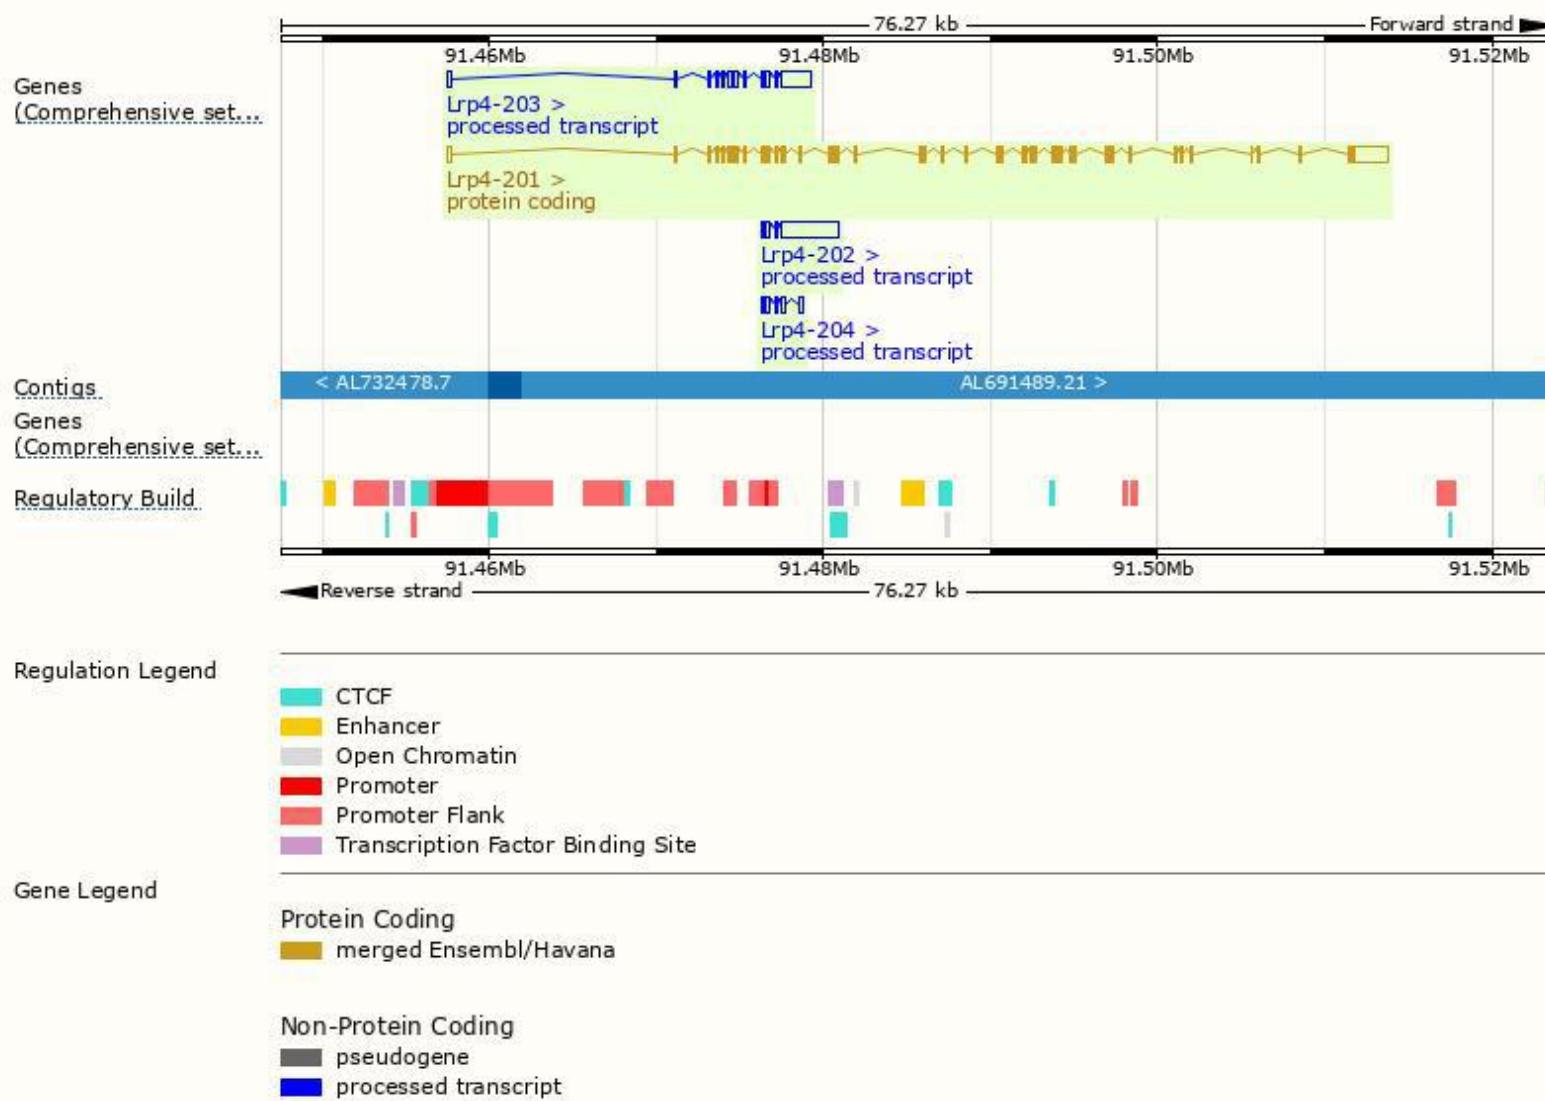 76.27 kb
Forward strand
91.46Mb 91.48Mb 91.50Mb 91.52Mb
Genes
(Comprehensive set...
Lrp4-203 >
processed transcript
Lrp4-201 >
protein coding
Lrp4-202 >
processed transcript
Lrp4-204 >
processed transcript
Contigs
< AL732478.7
AL691489.21 >
Genes
(Comprehensive set...
Regulatory Build
91.46Mb 91.48Mb 91.50Mb 91.52Mb
Reverse strand
76.27 kb
Regulation Legend
CTCF
Enhancer
Open Chromatin
Promoter
Promoter Flank
Transcription Factor Binding Site
Gene Legend
Protein Coding
merged Ensembl/Havana
Non-Protein Coding
pseudogene
processed transcript